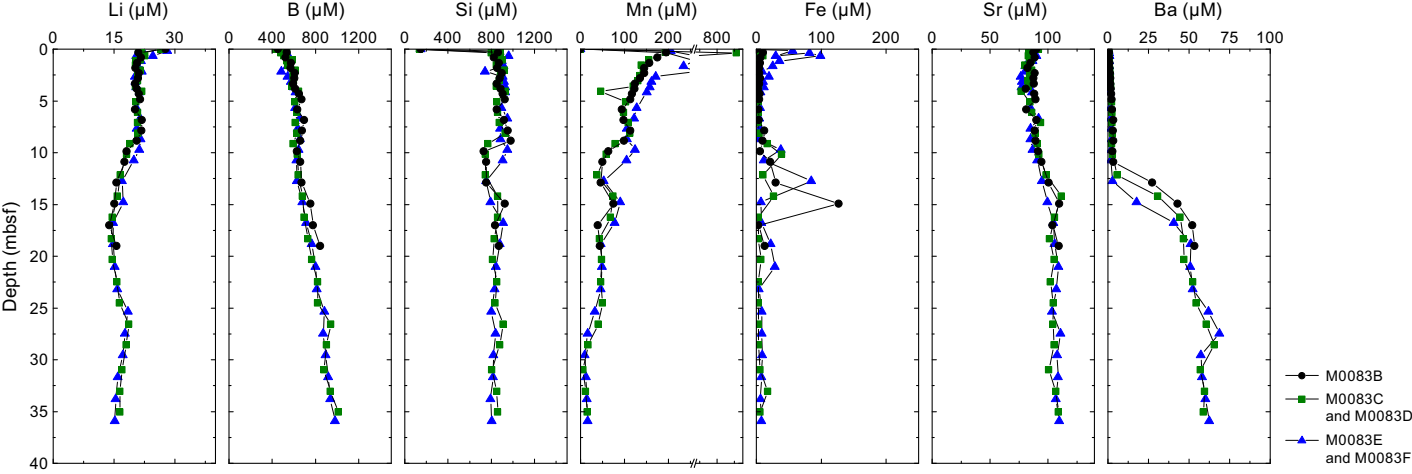 Li (µM) B (µM) Si (µM) Mn (µM) Fe (µM) Sr (µM) Ba (µM)
0 15 30 0 400 800 1200 0 400 800 1200 0 100 200 800 0 100 200 0 50 100 0 25 50 75 100
0
5
10
15
20
25
30
35
40
Depth (mbsf)
M0083B
M0083C
and M0083D
M0083E
and M0083F